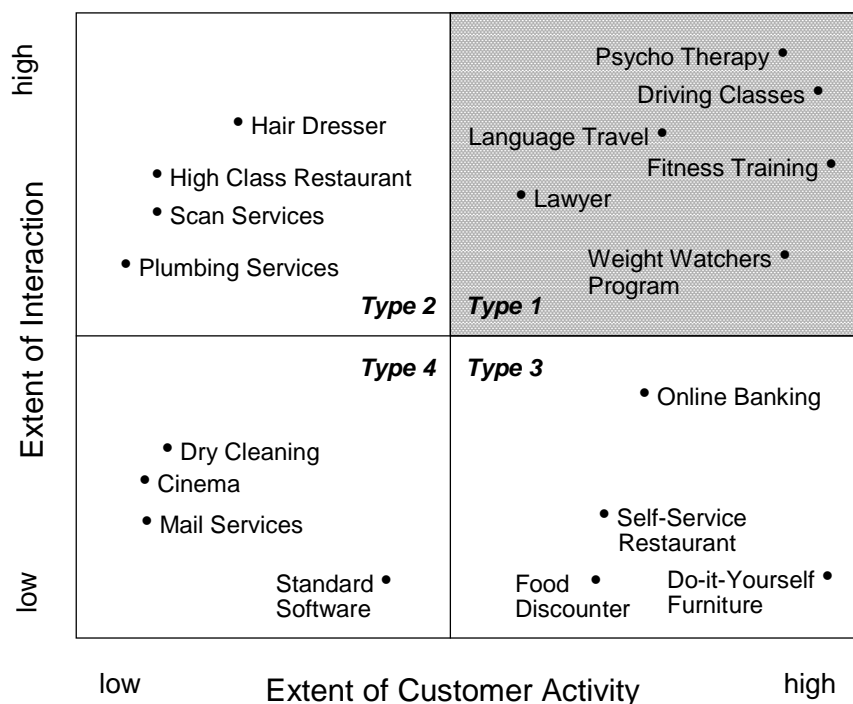 high
Extent of Interaction
low
Psycho Therapy
Driving Classes
Hair Dresser
Language Travel
Fitness Training
High Class Restaurant
Lawyer
Scan Services
Plumbing Services
Weight Watchers
Program
Type 2
Type 1
Type 4
Type 3
Online Banking
Dry Cleaning
Cinema
Mail Services
Self-Service
Restaurant
Standard
Software
Food
Discounter
Do-it-Yourself
Furniture
low
Extent of Customer Activity
high